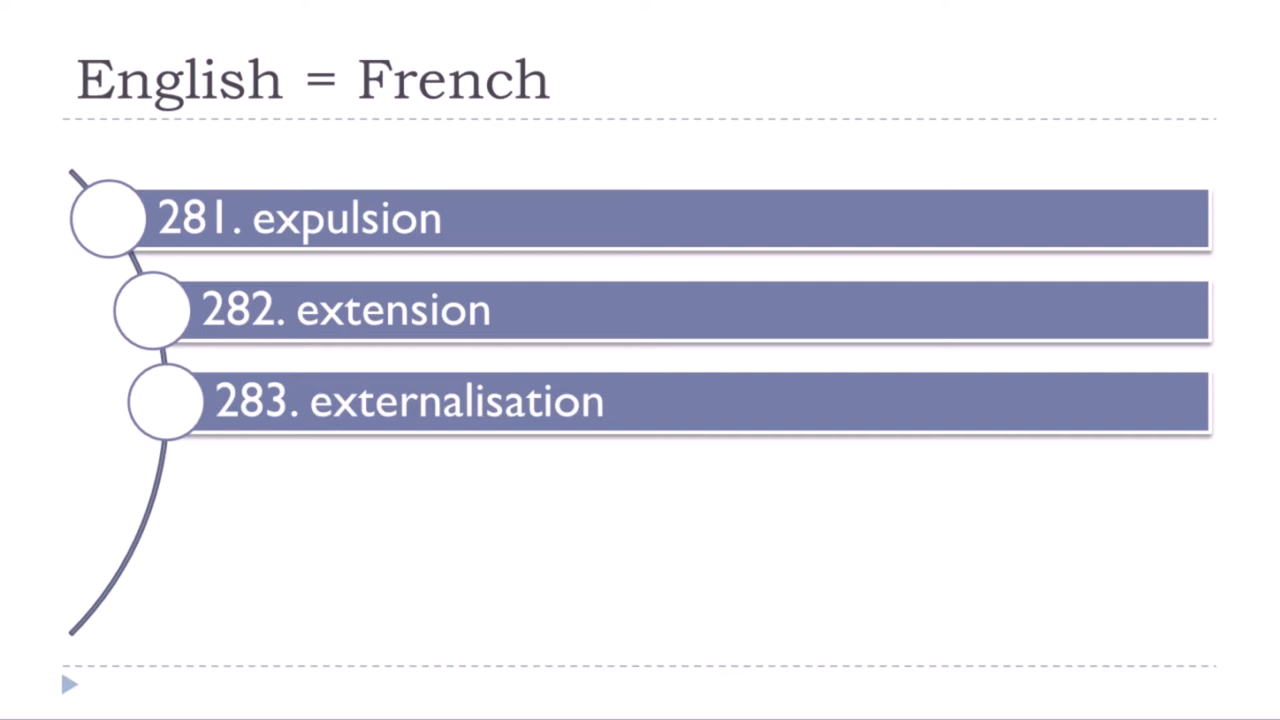 English = French
281. expulsion
282. extension
283. externalisation